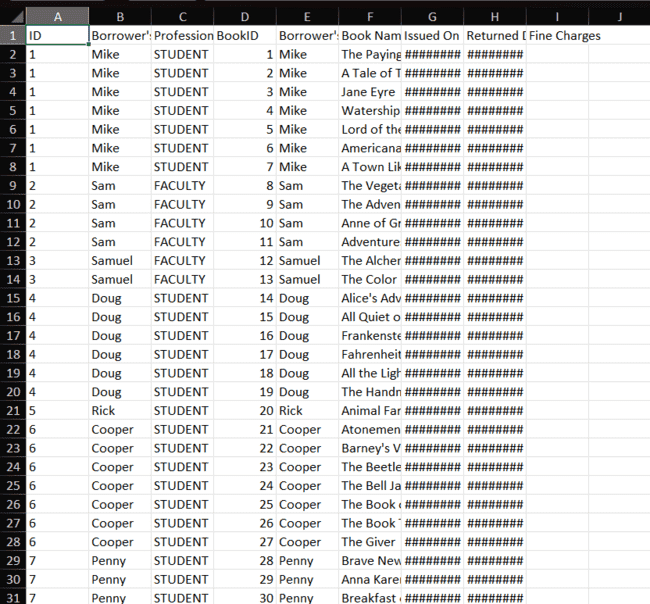 A B C D E F G H I J
1 ID Borrower's Profession BookID Borrower's Book Nam Issued On Returned D Fine Charges
2 1 Mike STUDENT 1 Mike The Paying ######## ########
3 1 Mike STUDENT 2 Mike A Tale of T ######## ########
4 1 Mike STUDENT 3 Mike Jane Eyre ######## ########
5 1 Mike STUDENT 4 Mike Watership ######## ########
6 1 Mike STUDENT 5 Mike Lord of the ######## ########
7 1 Mike STUDENT 6 Mike Americana ######## ########
8 1 Mike STUDENT 7 Mike A Town Lik ######## ########
9 2 Sam FACULTY 8 Sam The Vegeta ######## ########
10 2 Sam FACULTY 9 Sam The Adven ######## ########
11 2 Sam FACULTY 10 Sam Anne of Gr ######## ########
12 2 Sam FACULTY 11 Sam Adventure ######## ########
13 3 Samuel FACULTY 12 Samuel The Alcher ######## ########
14 3 Samuel FACULTY 13 Samuel The Color ######## ########
15 4 Doug STUDENT 14 Doug Alice's Adv ######## ########
16 4 Doug STUDENT 15 Doug All Quiet o ######## ########
17 4 Doug STUDENT 16 Doug Frankenste ######## ########
18 4 Doug STUDENT 17 Doug Fahrenheit ######## ########
19 4 Doug STUDENT 18 Doug All the Ligh ######## ########
20 4 Doug STUDENT 19 Doug The Handn ######## ########
21 5 Rick STUDENT 20 Rick Animal Far ######## ########
22 6 Cooper STUDENT 21 Cooper Atonemen ######## ########
23 6 Cooper STUDENT 22 Cooper Barney's V ######## ########
24 6 Cooper STUDENT 23 Cooper The Beetle ######## ########
25 6 Cooper STUDENT 24 Cooper The Bell Ja ######## ########
26 6 Cooper STUDENT 25 Cooper The Book o ######## ########
27 6 Cooper STUDENT 26 Cooper The Book T ######## ########
28 6 Cooper STUDENT 27 Cooper The Giver ######## ########
29 7 Penny STUDENT 28 Penny Brave New ######## ########
30 7 Penny STUDENT 29 Penny Anna Kare ######## ########
31 7 Penny STUDENT 30 Penny Breakfast ######## ########